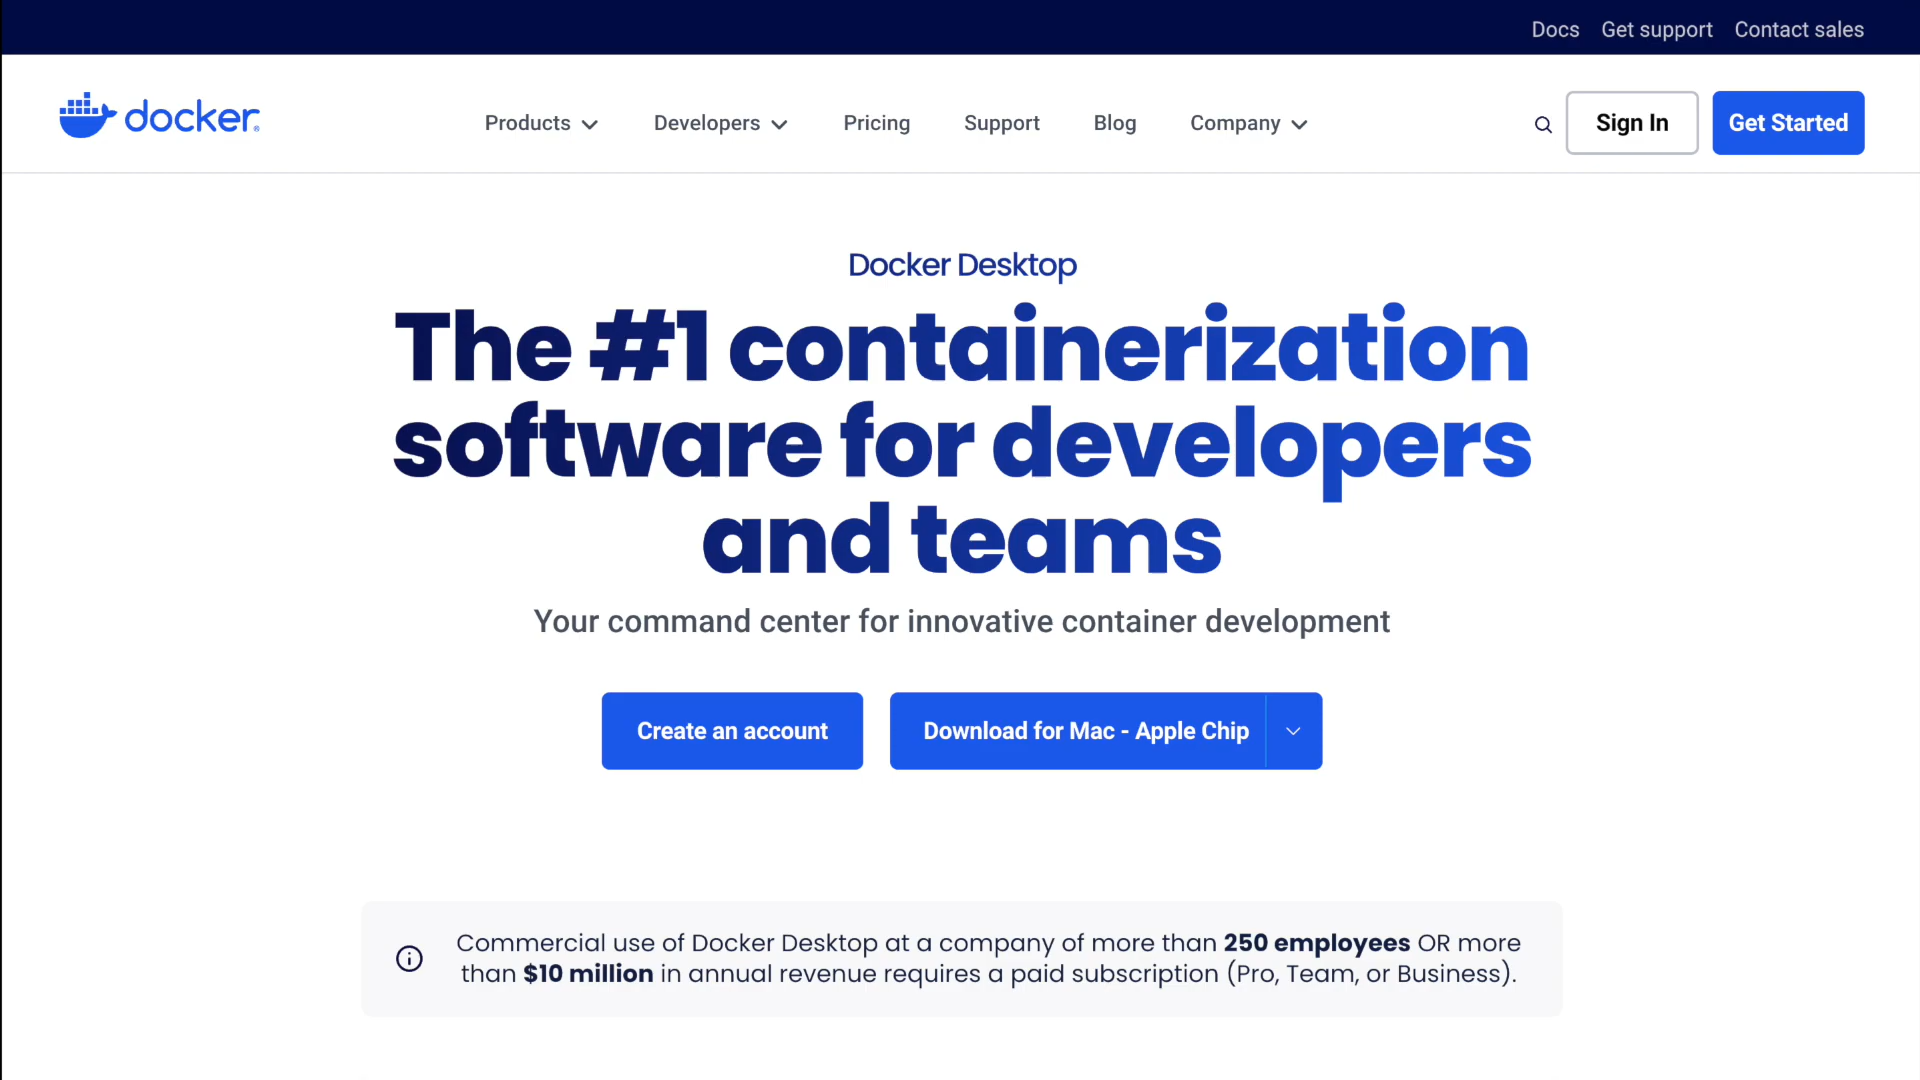 Docs Get support Contact sales
docker
Products Developers Pricing Support Blog Company Sign In Get Started
Docker Desktop
The #1 containerization
software for developers
and teams
Your command center for innovative container development
Create an account Download for Mac - Apple Chip
Commercial use of Docker Desktop at a company of more than 250 employees OR more
than $10 million in annual revenue requires a paid subscription (Pro, Team, or Business).